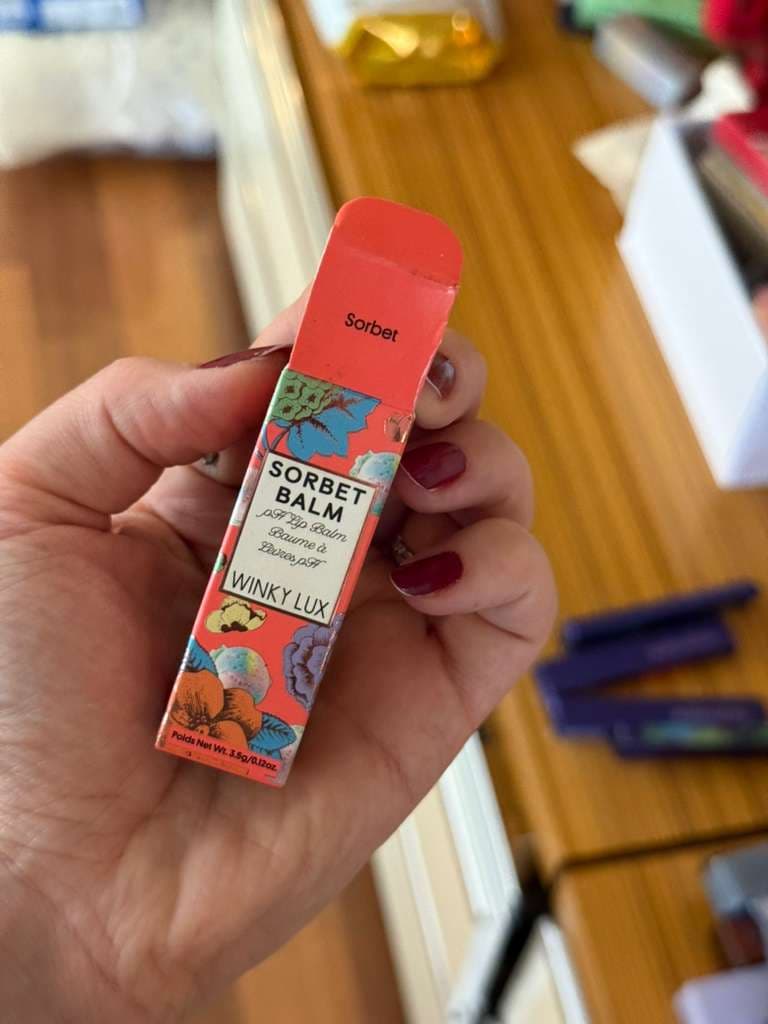 Sorbet
SORBET
BALM
pH Lip Balm
Baume à
Lèvres pH
WINKY LUX
Poids Net Wt. 3.5g/0.12oz.